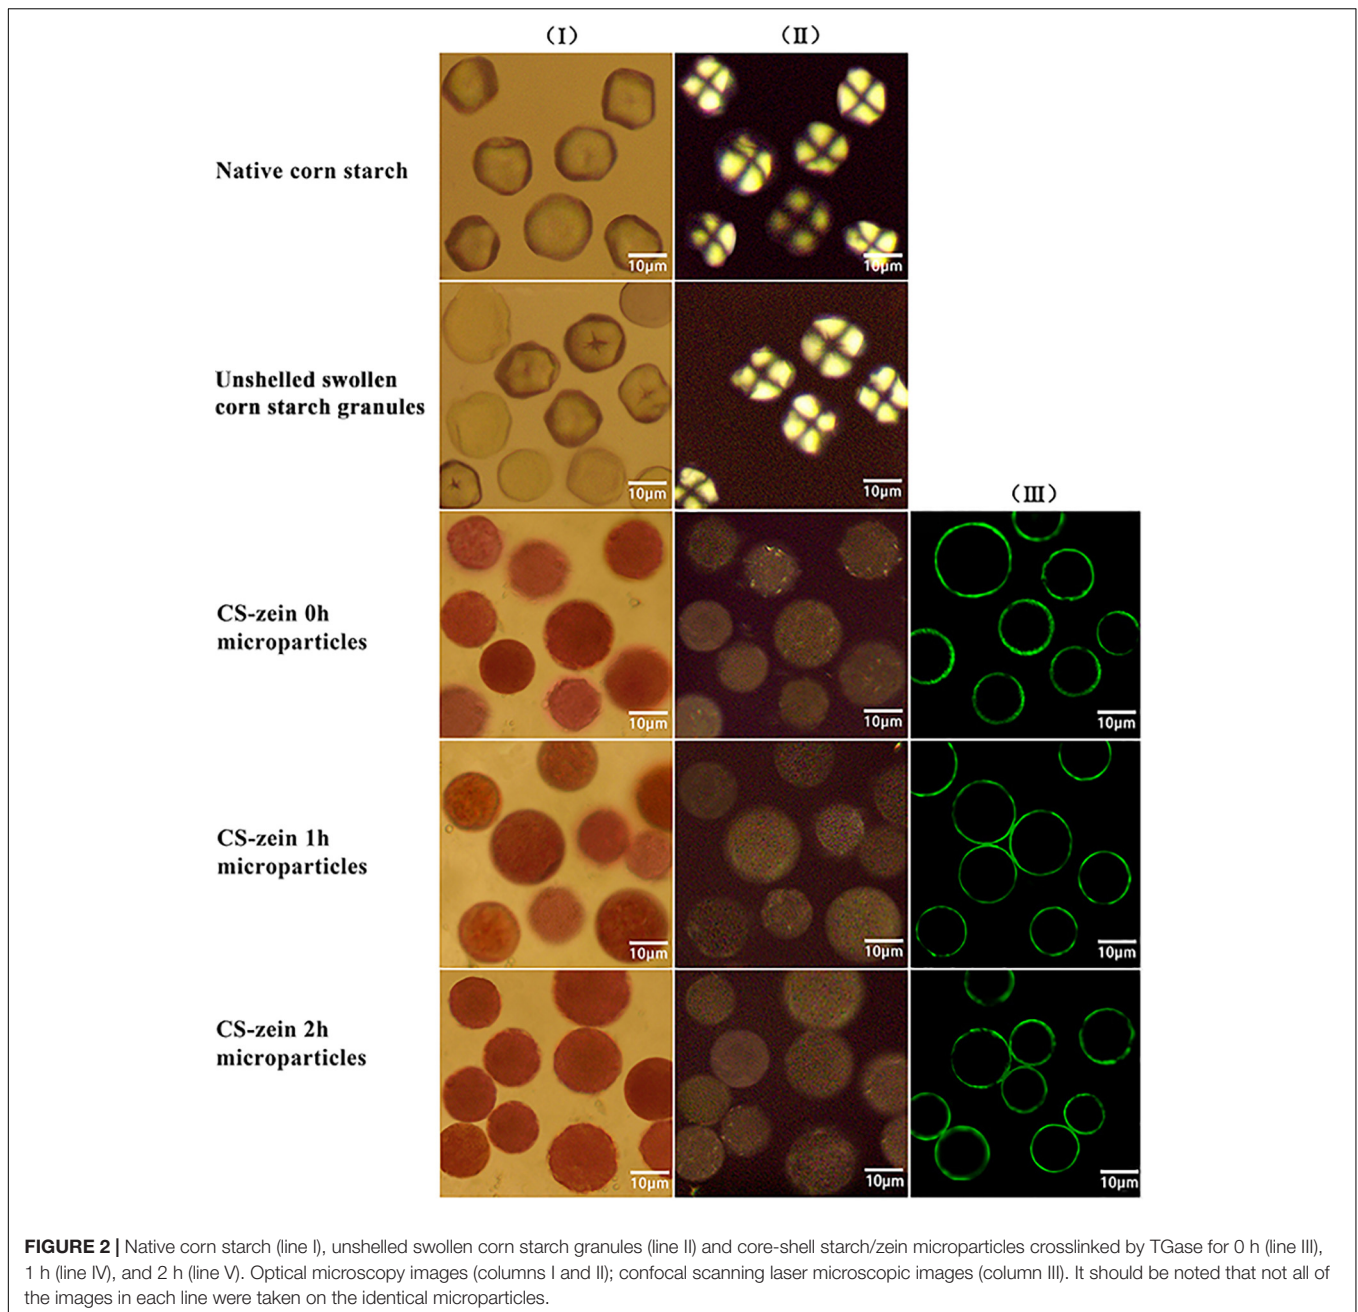 (I) (II)
Native corn starch
10μm 10μm
Unshelled swollen
corn starch granules
10μm 10μm
(III)
CS-zein 0h
microparticles
10μm 10μm 10μm
CS-zein 1h
microparticles
10μm 10μm 10μm
CS-zein 2h
microparticles
10μm 10μm 10μm
FIGURE 2 | Native corn starch (line I), unshelled swollen corn starch granules (line II) and core-shell starch/zein microparticles crosslinked by TGase for 0 h (line III),
1 h (line IV), and 2 h (line V). Optical microscopy images (columns I and II); confocal scanning laser microscopic images (column III). It should be noted that not all of
the images in each line were taken on the identical microparticles.